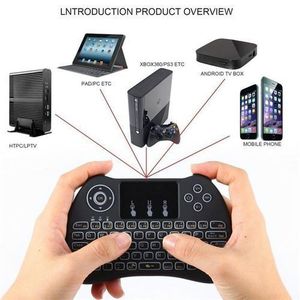 LNTRODUCTION PRODUCT OVERVIEW
XBOX360/PS3 ETC
ANDROID TV BOX
PAD/PC ETC
HTPC/LPTV
MOBILE PHONE